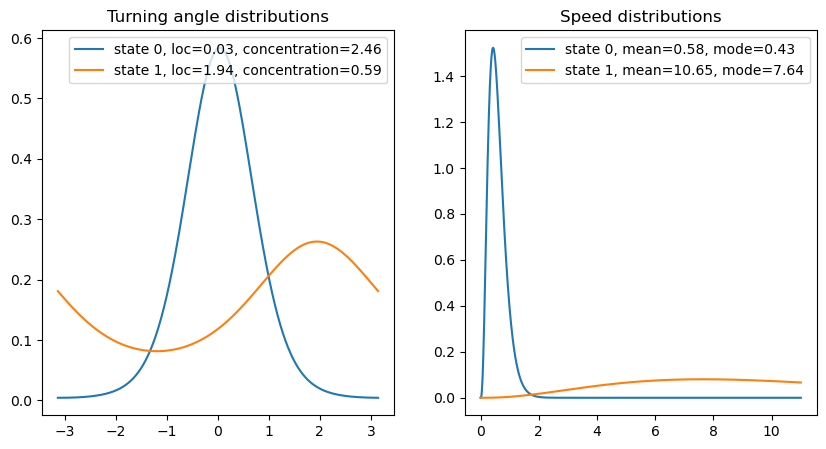 Turning angle distributions
state 0, loc=0.03, concentration=2.46
state 1, loc=1.94, concentration=0.59
0.6
0.5
0.4
0.3
0.2
0.1
0.0
−3 −2 −1 0 1 2 3
Speed distributions
state 0, mean=0.58, mode=0.43
state 1, mean=10.65, mode=7.64
1.4
1.2
1.0
0.8
0.6
0.4
0.2
0.0
0 2 4 6 8 10